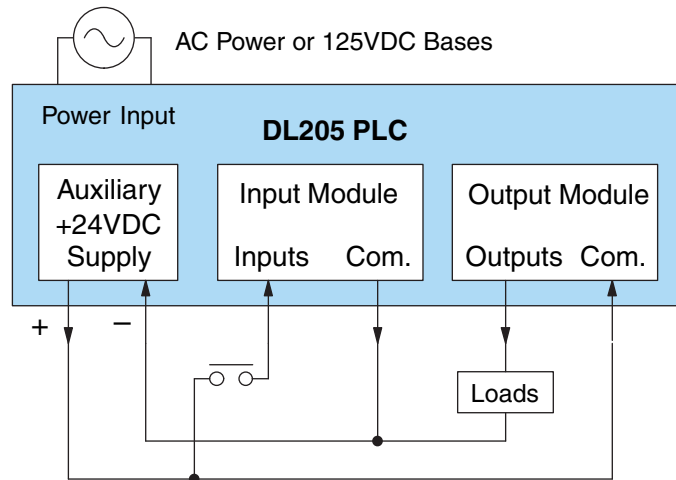 AC Power or 125VDC Bases
Power Input
DL205 PLC
Auxiliary
+24VDC
Supply
Input Module
Inputs Com.
Output Module
Outputs Com.
+ –
Loads